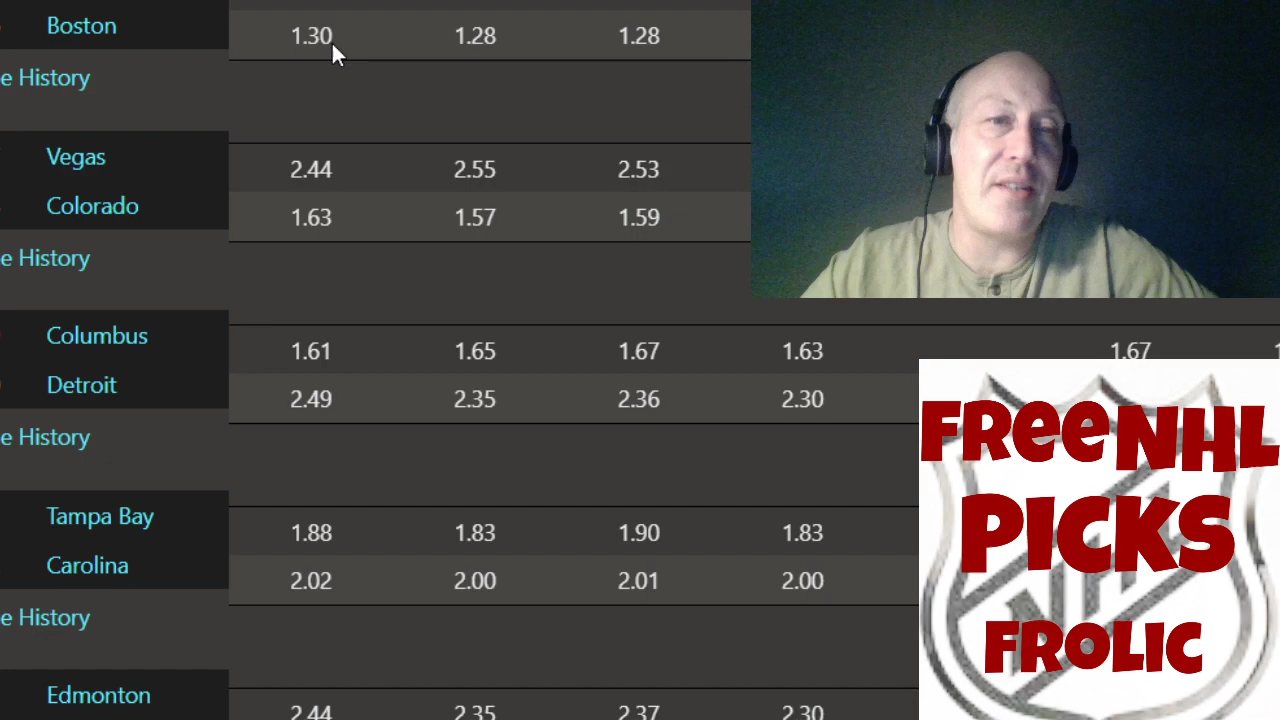 Boston 1.30 1.28 1.28
e History
Vegas 2.44 2.55 2.53
Colorado 1.63 1.57 1.59
e History
Columbus 1.61 1.65 1.67 1.63 1.67
Detroit 2.49 2.35 2.36 2.30
e History
Tampa Bay 1.88 1.83 1.90 1.83
Carolina 2.02 2.00 2.01 2.00
e History
Edmonton 2.44 2.35 2.37 2.30
FReeNHL
PICKS
FROLIC
NHL